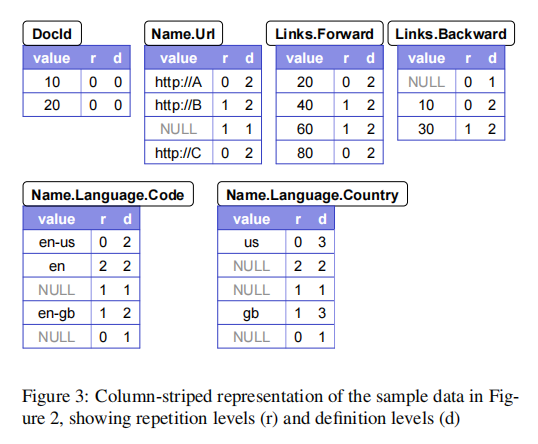 DocId
value r d
10 0 0
20 0 0
Name.Url
value r d
http://A 0 2
http://B 1 2
NULL 1 1
http://C 0 2
Links.Forward
value r d
20 0 2
40 1 2
60 1 2
80 0 2
Links.Backward
value r d
NULL 0 1
10 0 2
30 1 2
Name.Language.Code
value r d
en-us 0 2
en 2 2
NULL 1 1
en-gb 1 2
NULL 0 1
Name.Language.Country
value r d
us 0 3
NULL 2 2
NULL 1 1
gb 1 3
NULL 0 1
Figure 3: Column-striped representation of the sample data in Fig-
ure 2, showing repetition levels (r) and definition levels (d)